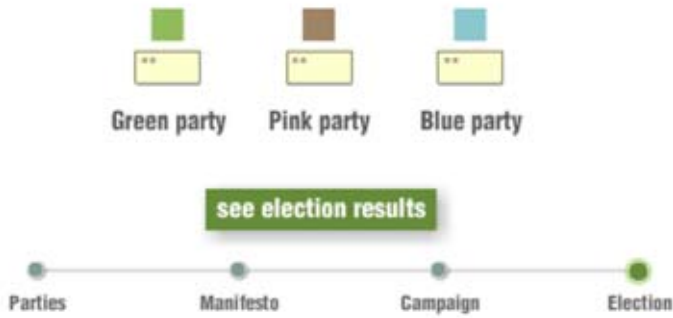 Green party Pink party Blue party
see election results
Parties Manifesto Campaign Election